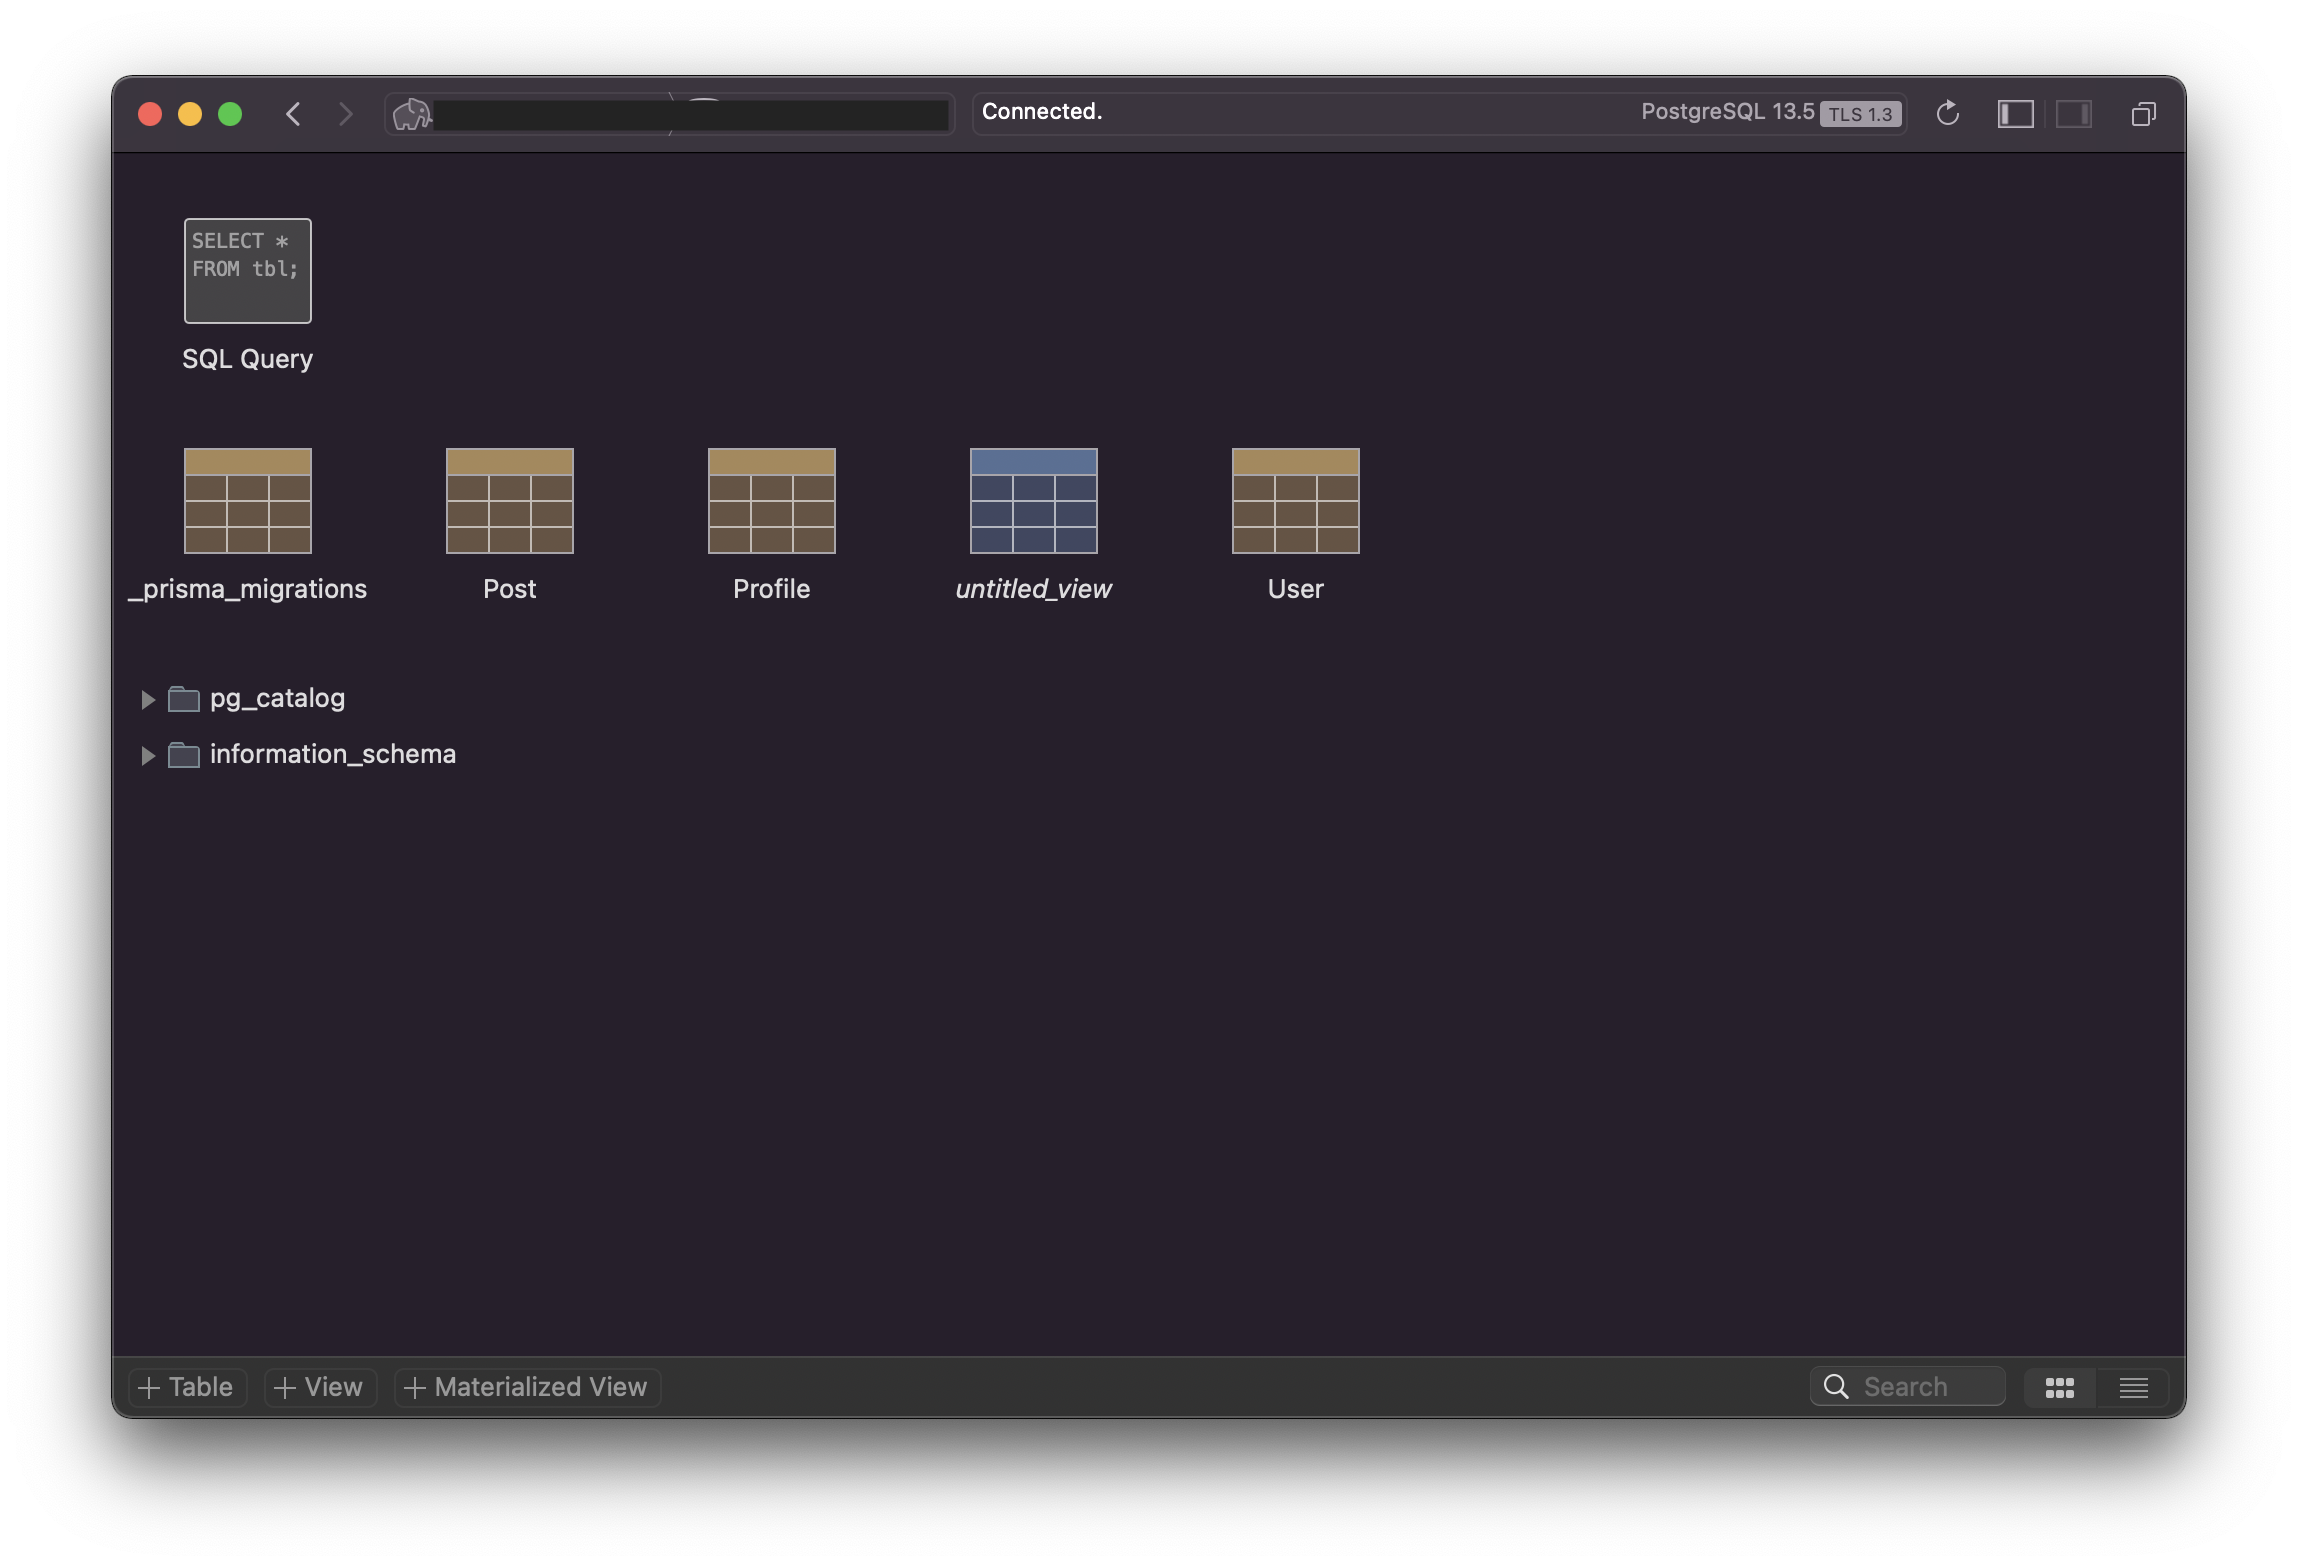 Connected.
PostgreSQL 13.5 TLS 1.3
SELECT *
FROM tbl;
SQL Query
_prisma_migrations
Post
Profile
untitled_view
User
pg_catalog
information_schema
Table
View
Materialized View
Search